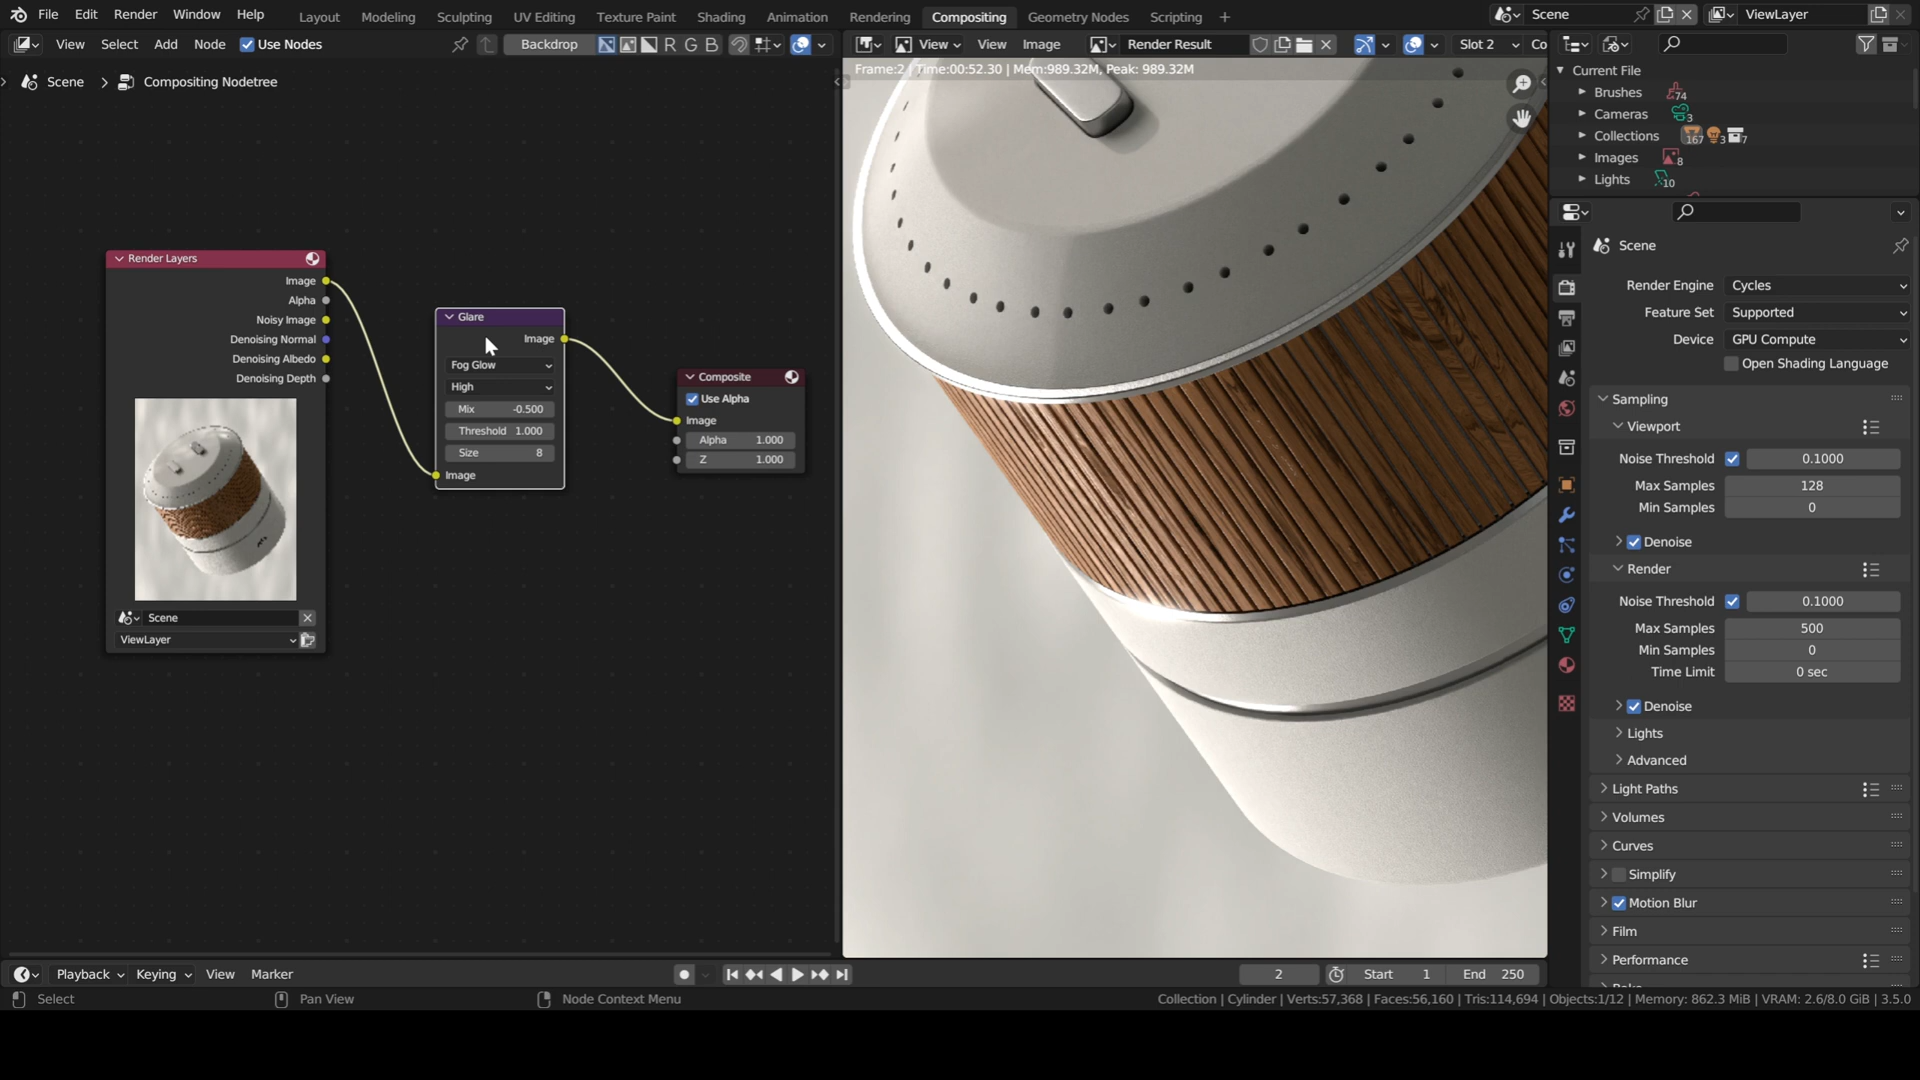 File Edit Render Window Help Layout Modeling Sculpting UV Editing Texture Paint Shading Animation Rendering Compositing Geometry Nodes Scripting + Scene ViewLayer
View Select Add Node Use Nodes Backdrop R G B View View Image Render Result Slot 2 Co
Scene > Compositing Nodetree
Frame:2 | Time:00:52.30 | Mem:989.32M, Peak: 989.32M
Render Layers
Image
Alpha
Noisy Image
Denoising Normal
Denoising Albedo
Denoising Depth
Scene
ViewLayer
Glare
Image
Fog Glow
High
Mix -0.500
Threshold 1.000
Size 8
Image
Composite
Use Alpha
Image
Alpha 1.000
Z 1.000
Current File
Brushes 74
Cameras 3
Collections 167 3 7
Images 8
Lights 10
Scene
Render Engine Cycles
Feature Set Supported
Device GPU Compute
Open Shading Language
Sampling
Viewport
Noise Threshold 0.1000
Max Samples 128
Min Samples 0
Denoise
Render
Noise Threshold 0.1000
Max Samples 500
Min Samples 0
Time Limit 0 sec
Denoise
Lights
Advanced
Light Paths
Volumes
Curves
Simplify
Motion Blur
Film
Performance
Playback Keying View Marker 2 Start 1 End 250
Select Pan View Node Context Menu Collection | Cylinder | Verts:57,368 | Faces:56,160 | Tris:114,694 | Objects:1/12 | Memory: 862.3 MiB | VRAM: 2.6/8.0 GiB | 3.5.0